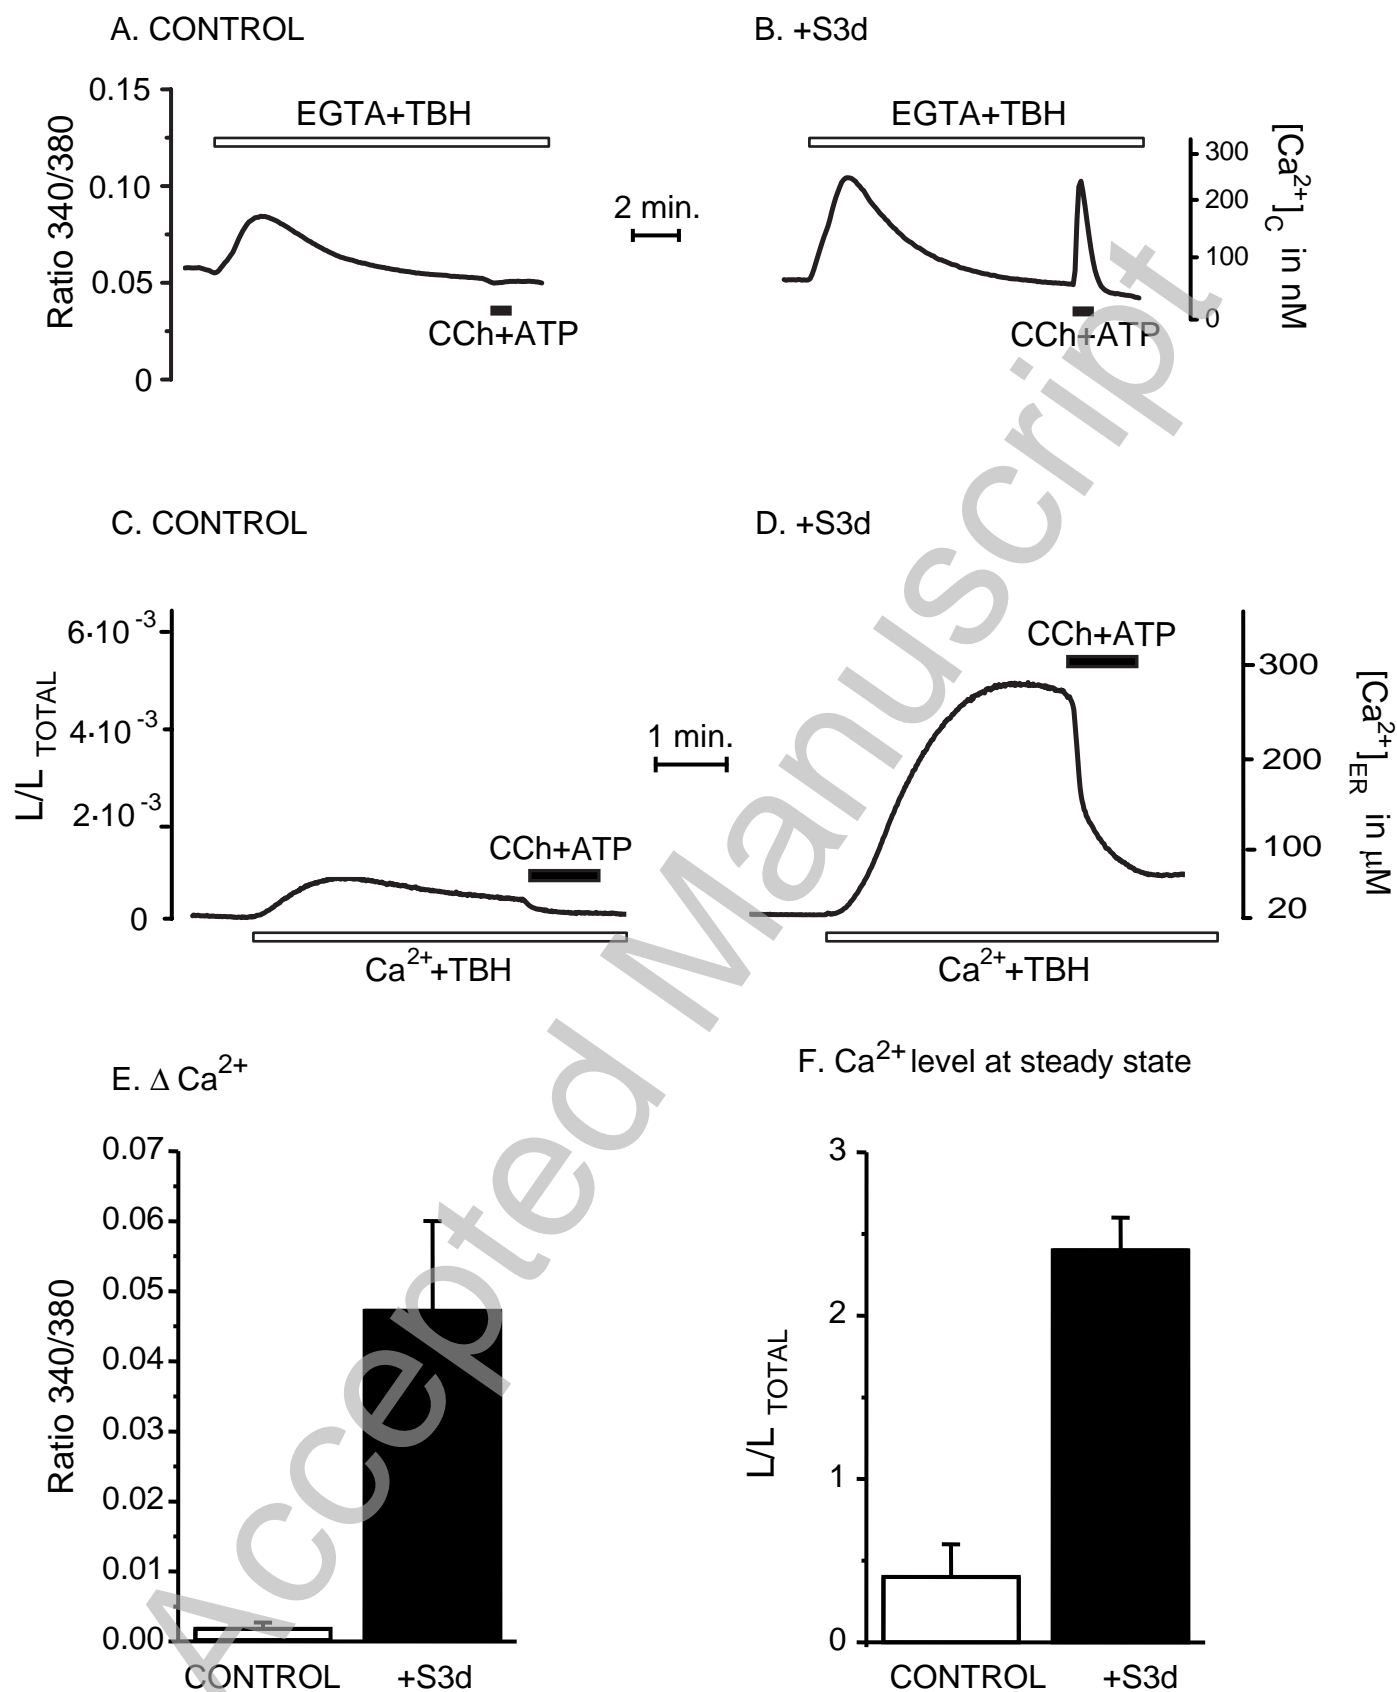 A. CONTROL
B. +S3d
0.15
0.10
0.05
0
Ratio 340/380
EGTA+TBH
CCh+ATP
2 min.
EGTA+TBH
CCh+ATP
300
200
100
0
[Ca2+]C in nM
C. CONTROL
D. +S3d
6·10 -3
4·10 -3
2·10 -3
0
L/L TOTAL
CCh+ATP
Ca2++TBH
1 min.
CCh+ATP
Ca2++TBH
300
200
100
20
[Ca2+]ER in µM
E. Δ Ca2+
F. Ca2+ level at steady state
0.07
0.06
0.05
0.04
0.03
0.02
0.01
0.00
Ratio 340/380
CONTROL +S3d
3
2
1
0
L/L TOTAL
CONTROL +S3d
Accepted Manuscript